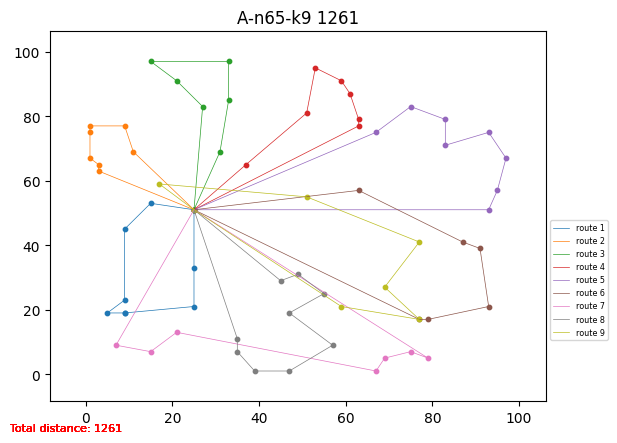 A-n65-k9 1261
100
80
60
40
20
0
0 20 40 60 80 100
route 1
route 2
route 3
route 4
route 5
route 6
route 7
route 8
route 9
Total distance: 1261